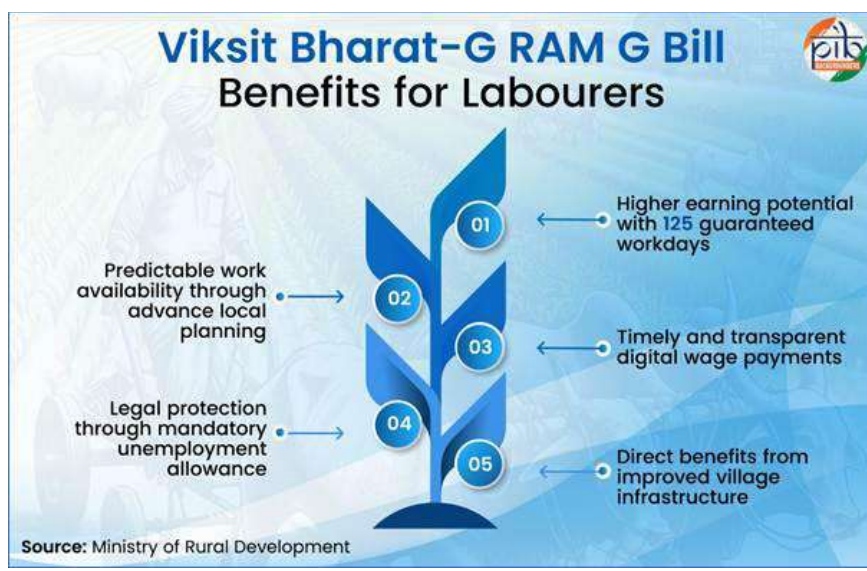 Viksit Bharat-G RAM G Bill
Benefits for Labourers
pib
01
Higher earning potential
with 125 guaranteed
workdays
02
Predictable work
availability through
advance local
planning
03
Timely and transparent
digital wage payments
04
Legal protection
through mandatory
unemployment
allowance
05
Direct benefits from
improved village
infrastructure
Source: Ministry of Rural Development